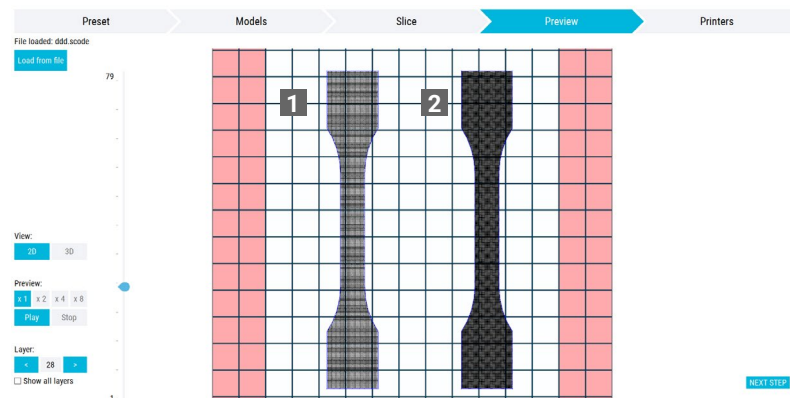 Preset Models Slice Preview Printers
File loaded: ddd.scode
Load from file
79
1 2
View:
2D 3D
Preview:
x 1 x 2 x 4 x 8
Play Stop
Layer:
< 28 >
Show all layers
1
NEXT STEP